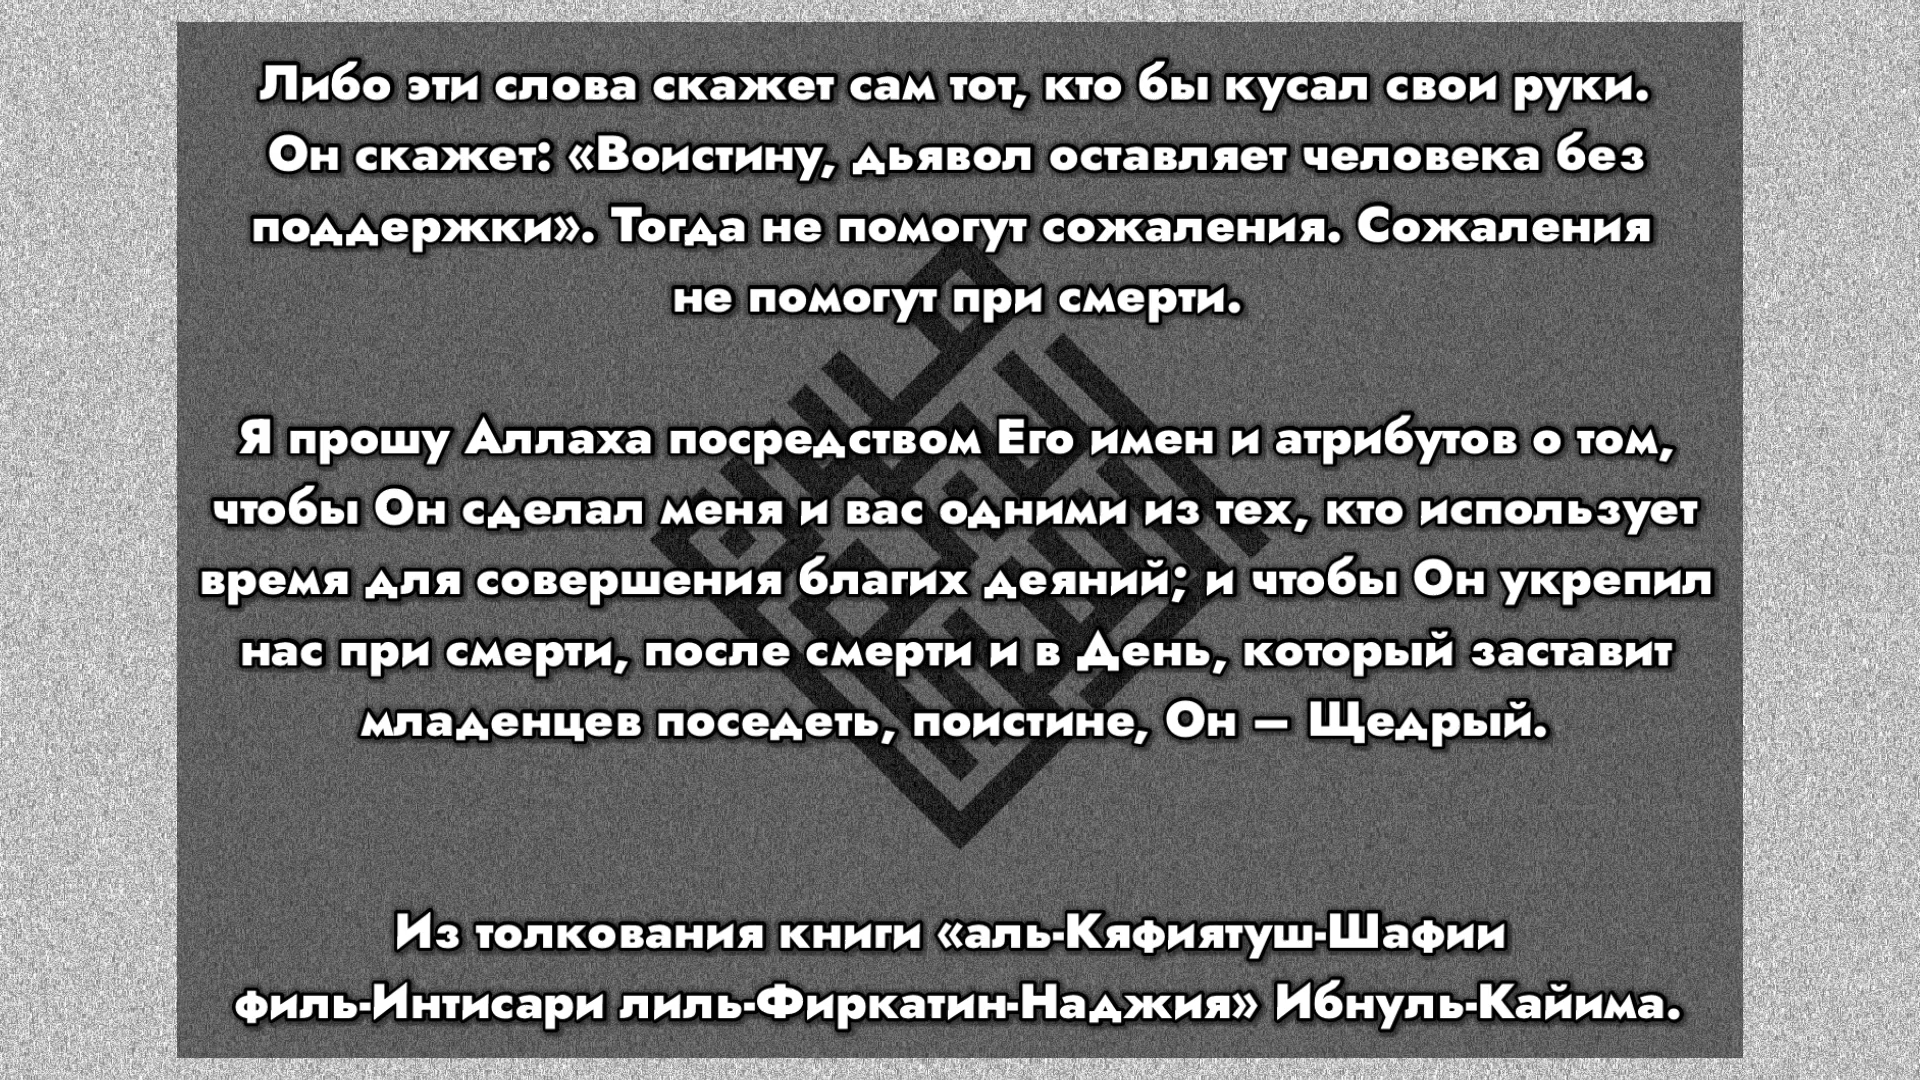 Либо эти слова скажет сам тот, кто бы кусал свои руки.
Он скажет: «Воистину, дьявол оставляет человека без
поддержки». Тогда не помогут сожаления. Сожаления
не помогут при смерти.
Я прошу Аллаха посредством Его имен и атрибутов о том,
чтобы Он сделал меня и вас одними из тех, кто использует
время для совершения благих деяний; и чтобы Он укрепил
нас при смерти, после смерти и в День, который заставит
младенцев поседеть, поистине, Он – Щедрый.
Из толкования книги «аль-Кяфиятуш-Шафии
филь-Интисари лиль-Фиркатин-Наджия» Ибнуль-Кайима.